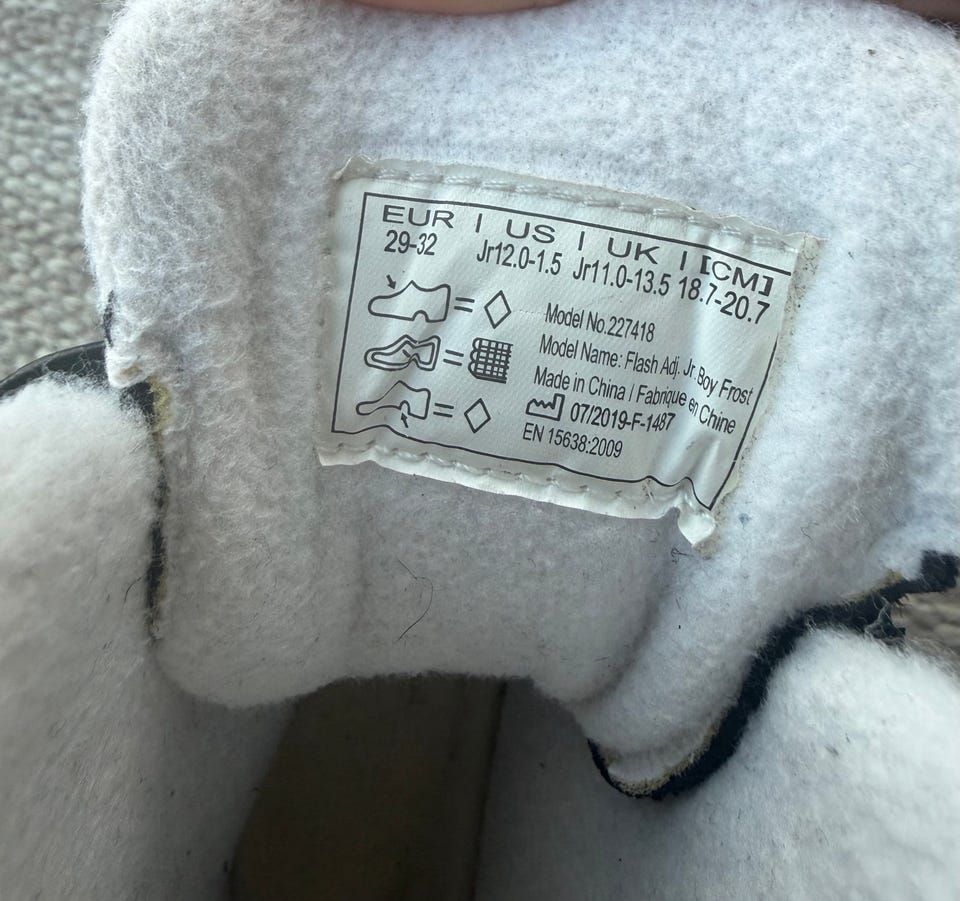 EUR | US | UK | [CM]
29-32 Jr12.0-1.5 Jr11.0-13.5 18.7-20.7
Model No.227418
Model Name: Flash Adj. Jr. Boy Frost
Made in China / Fabrique en Chine
07/2019-F-1487
EN 15638:2009